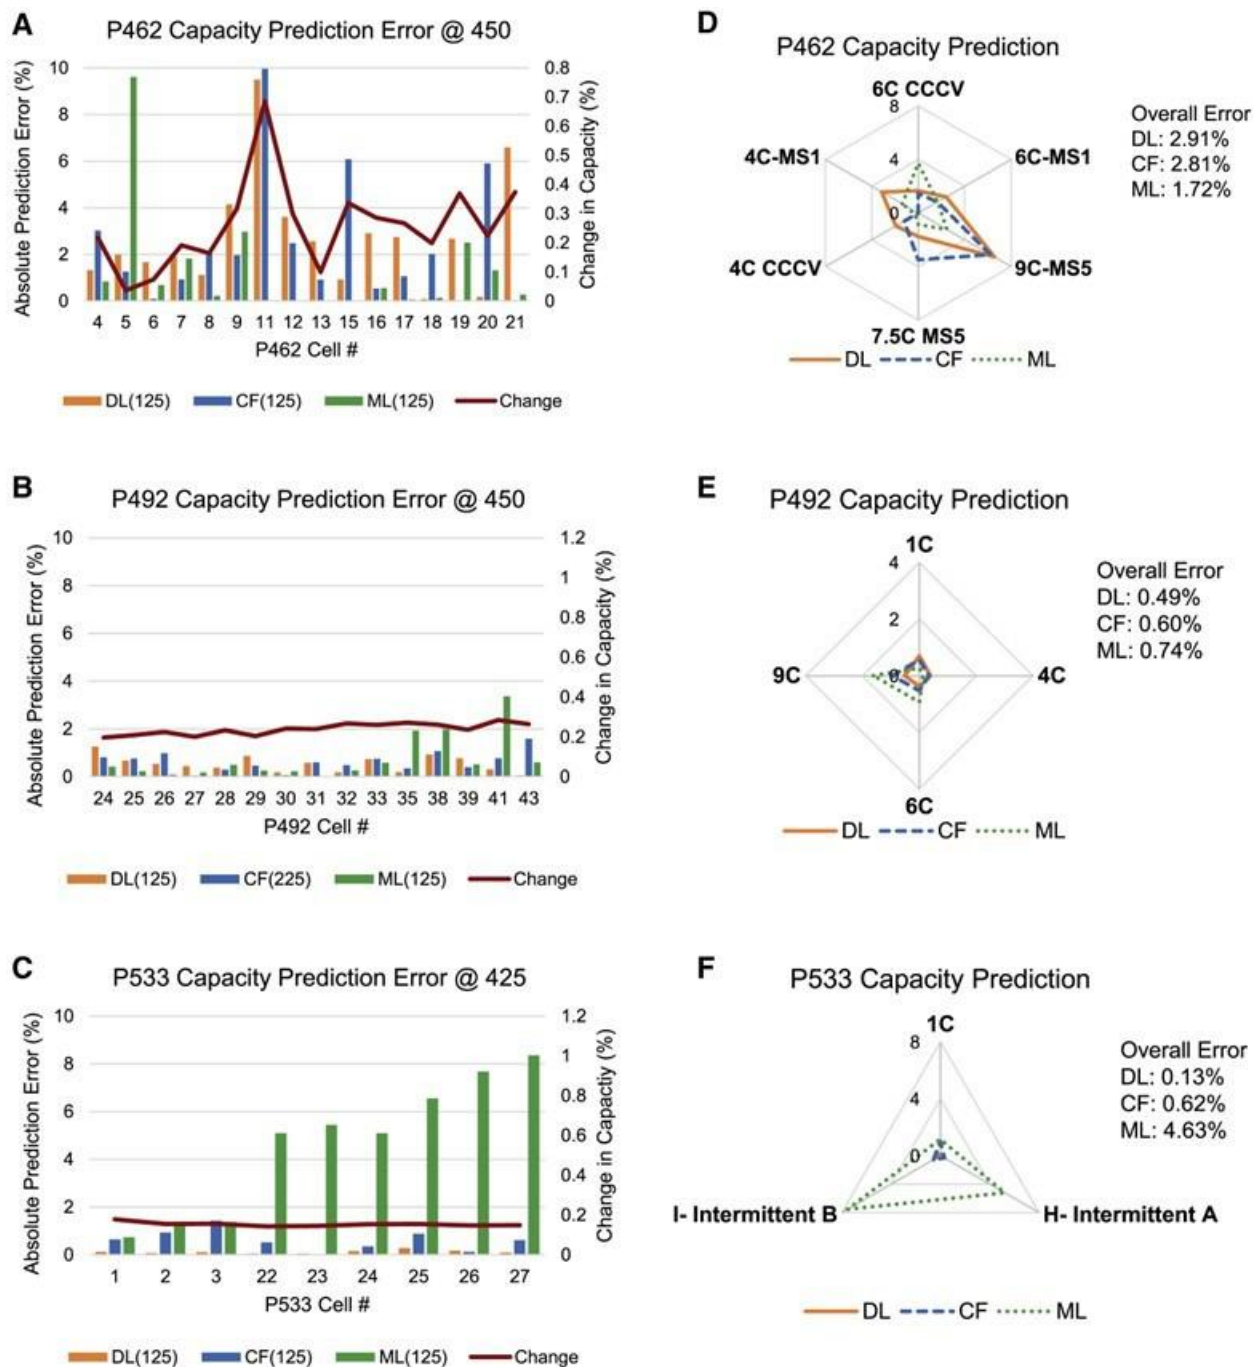 A
P462 Capacity Prediction Error @ 450
Absolute Prediction Error (%)
10
8
6
4
2
0
Change in Capacity (%)
0.8
0.7
0.6
0.5
0.4
0.3
0.2
0.1
0
4 5 6 7 8 9 11 12 13 15 16 17 18 19 20 21
P462 Cell #
DL(125) CF(125) ML(125) Change
D
P462 Capacity Prediction
6C CCCV
8
4
0
4C-MS1
6C-MS1
4C CCCV
9C-MS5
7.5C MS5
DL CF ML
Overall Error
DL: 2.91%
CF: 2.81%
ML: 1.72%
B
P492 Capacity Prediction Error @ 450
Absolute Prediction Error (%)
10
8
6
4
2
0
Change in Capacity (%)
1.2
1
0.8
0.6
0.4
0.2
0
24 25 26 27 28 29 30 31 32 33 35 38 39 41 43
P492 Cell #
DL(125) CF(225) ML(125) Change
E
P492 Capacity Prediction
1C
4
2
0
9C
4C
6C
DL CF ML
Overall Error
DL: 0.49%
CF: 0.60%
ML: 0.74%
C
P533 Capacity Prediction Error @ 425
Absolute Prediction Error (%)
10
8
6
4
2
0
Change in Capactiy (%)
1.2
1
0.8
0.6
0.4
0.2
0
1 2 3 22 23 24 25 26 27
P533 Cell #
DL(125) CF(125) ML(125) Change
F
P533 Capacity Prediction
1C
8
4
0
I- Intermittent B
H- Intermittent A
DL CF ML
Overall Error
DL: 0.13%
CF: 0.62%
ML: 4.63%